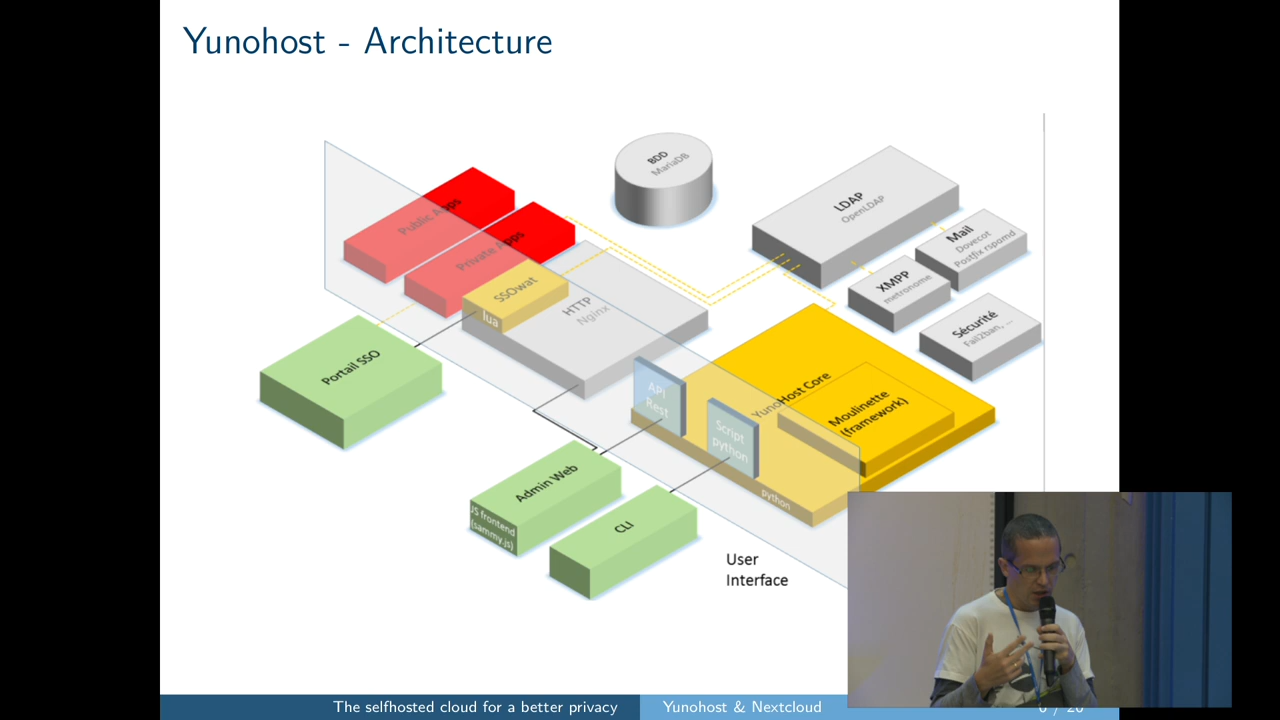 Yunohost - Architecture
BDD
MariaDB
LDAP
OpenLDAP
Mail
Dovecot
Postfix rspamd
XMPP
metronome
Sécurité
Fail2ban, ...
Public Apps
Private Apps
SSOwat
lua
HTTP
Nginx
Portail SSO
API
Rest
Script
python
YunoHost Core
Moulinette
(framework)
python
Admin Web
JS frontend
(sammy.js)
CLI
User
Interface
The selfhosted cloud for a better privacy
Yunohost & Nextcloud